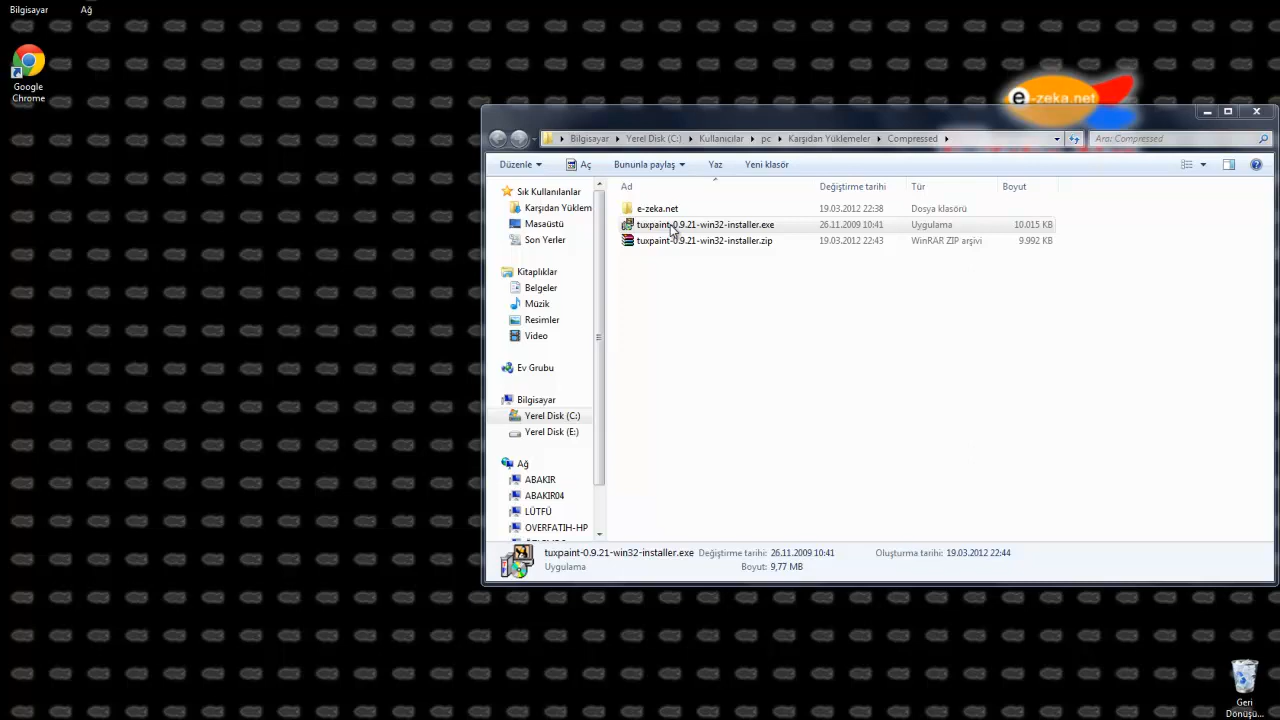 Bilgisayar
Ağ
Google
Chrome
e-zeka.net
Bilgisayar
Yerel Disk (C:)
Kullanıcılar
pc
Karşıdan Yüklemeler
Compressed
Ara: Compressed
Düzenle
Aç
Bununla paylaş
Yaz
Yeni klasör
Ad
Değiştirme tarihi
Tür
Boyut
e-zeka.net 19.03.2012 22:38 Dosya klasörü
tuxpaint-0.9.21-win32-installer.exe 26.11.2009 10:41 Uygulama 10.015 KB
tuxpaint-0.9.21-win32-installer.zip 19.03.2012 22:43 WinRAR ZIP arşivi 9.992 KB
Sık Kullanılanlar
Karşıdan Yüklem
Masaüstü
Son Yerler
Kitaplıklar
Belgeler
Müzik
Resimler
Video
Ev Grubu
Bilgisayar
Yerel Disk (C:)
Yerel Disk (E:)
Ağ
ABAKIR
ABAKIR04
LÜTFÜ
OVERFATIH-HP
tuxpaint-0.9.21-win32-installer.exe Değiştirme tarihi: 26.11.2009 10:41 Oluşturma tarihi: 19.03.2012 22:44
Uygulama Boyut: 9,77 MB
Geri
Dönüşü...